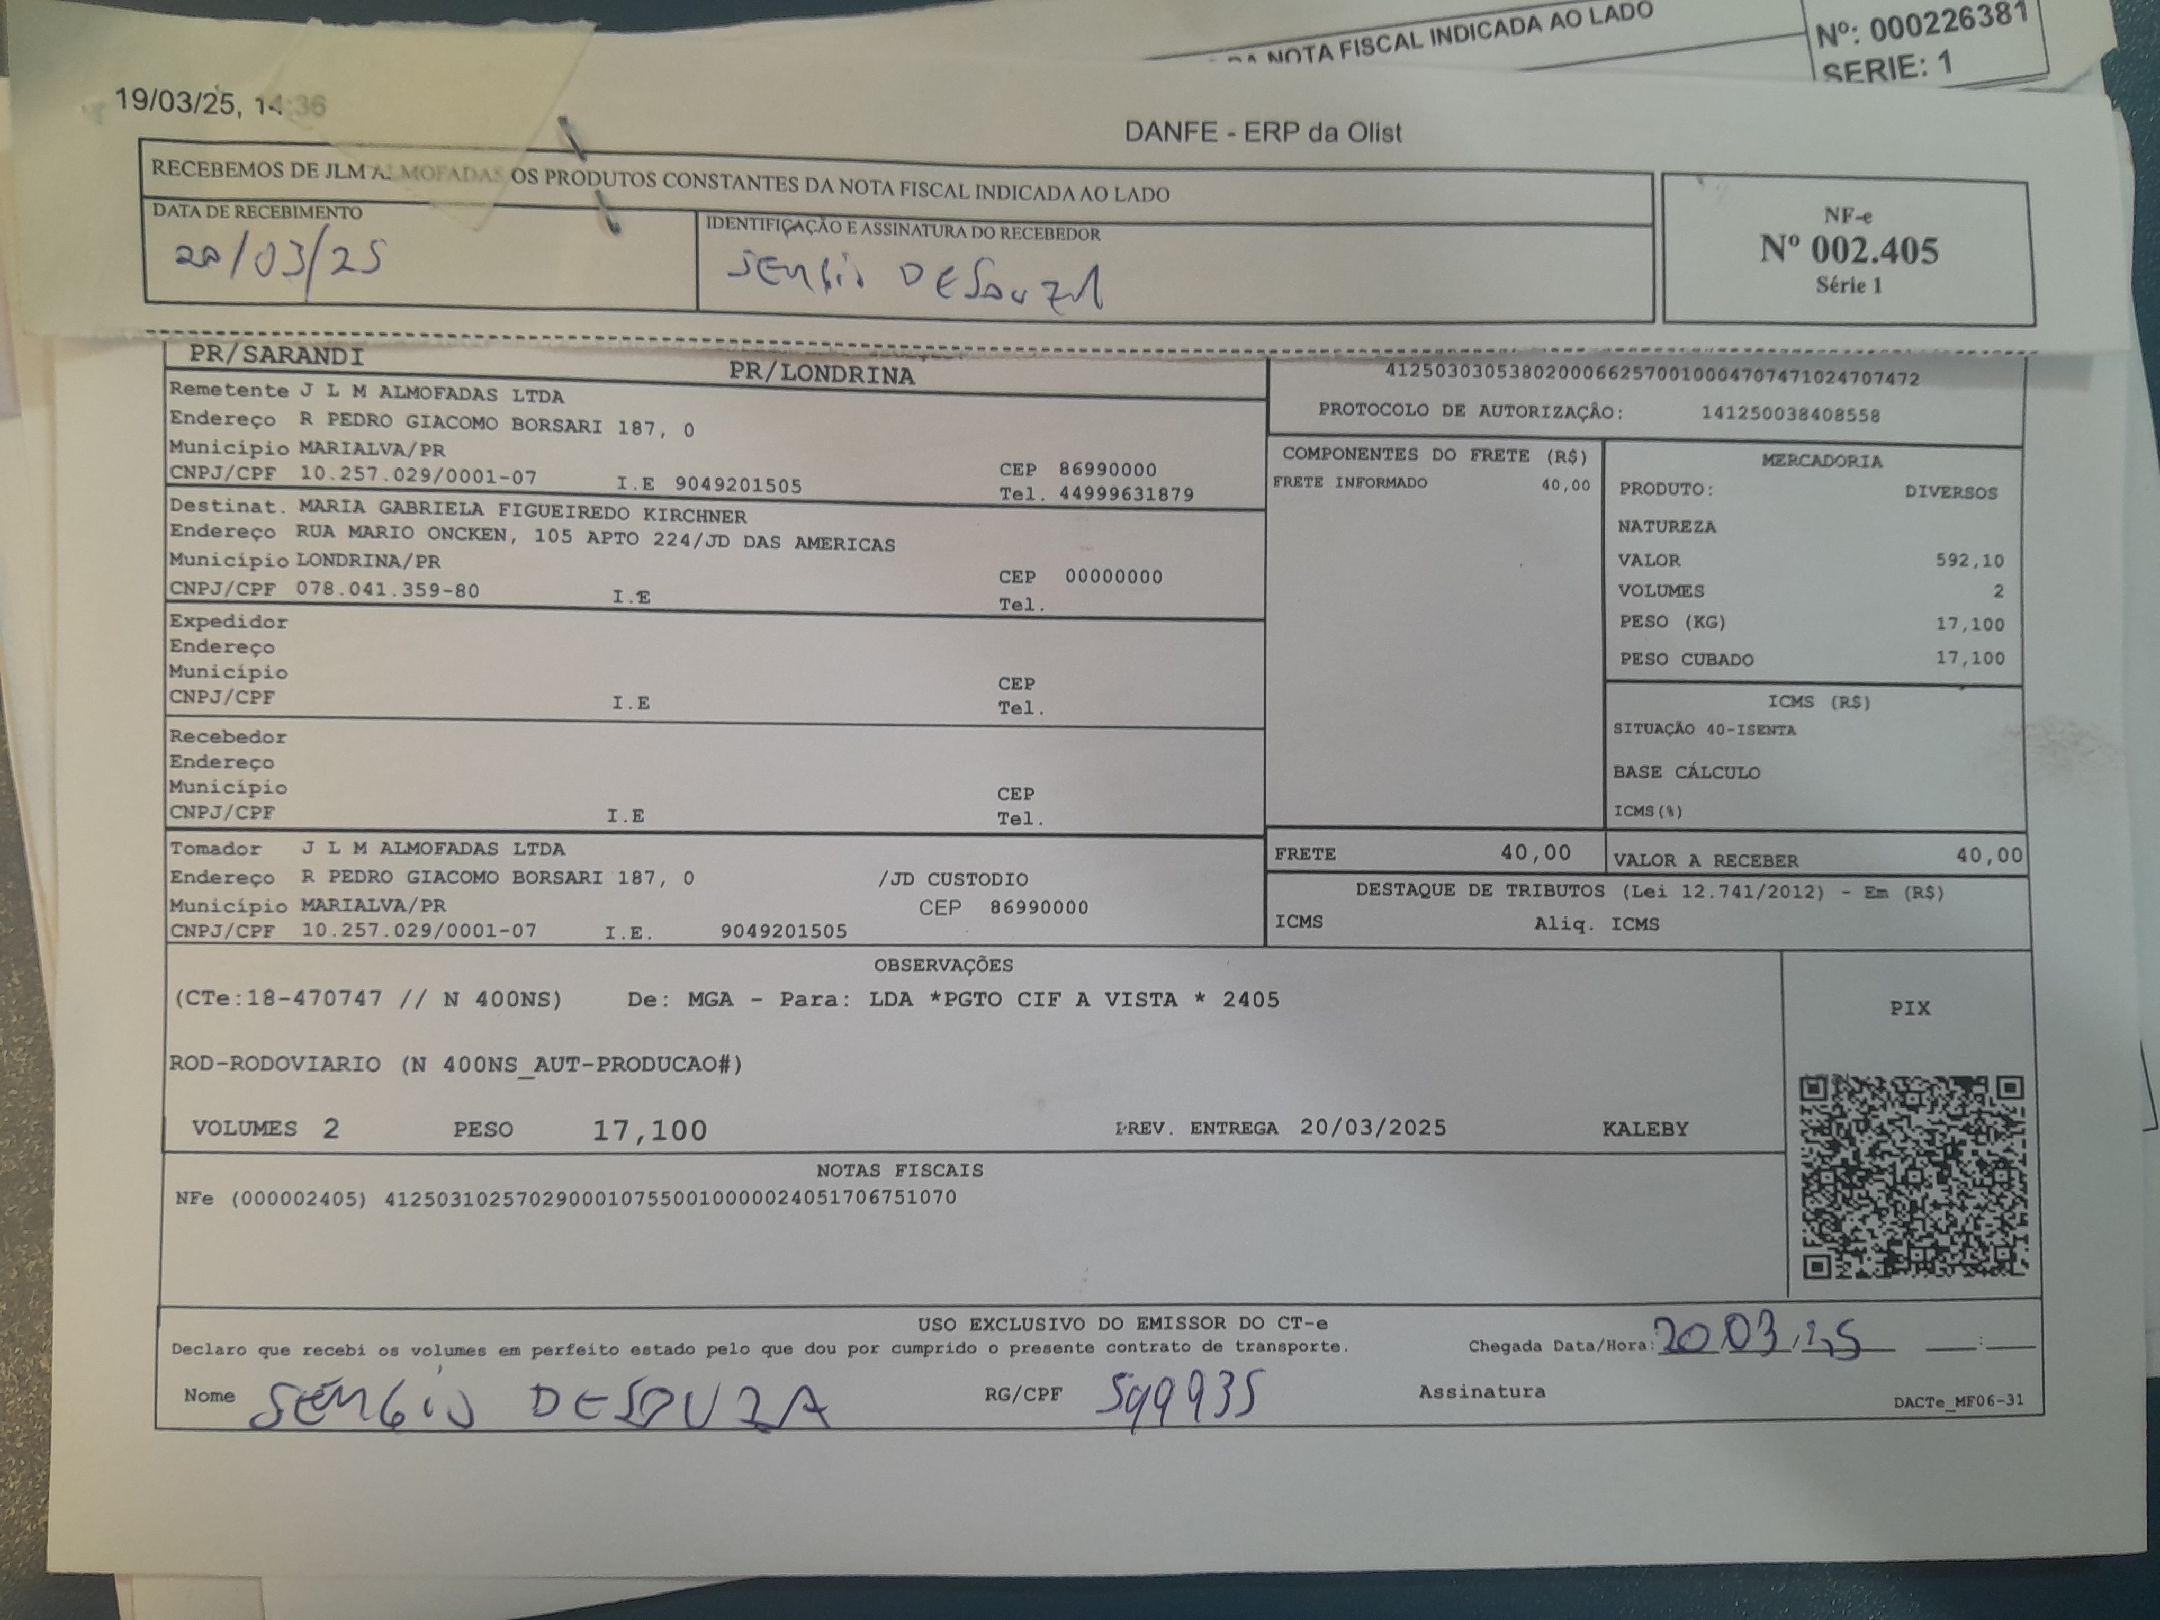 DA NOTA FISCAL INDICADA AO LADO
Nº: 000226381
SERIE: 1
19/03/25, 14:36
DANFE - ERP da Olist
RECEBEMOS DE JLM ALMOFADAS OS PRODUTOS CONSTANTES DA NOTA FISCAL INDICADA AO LADO
DATA DE RECEBIMENTO
20/03/25
IDENTIFICAÇÃO E ASSINATURA DO RECEBEDOR
SERGIO DE SOUZA
NF-e
Nº 002.405
Série 1
PR/SARANDI PR/LONDRINA
Remetente J L M ALMOFADAS LTDA
Endereço R PEDRO GIACOMO BORSARI 187, 0
Município MARIALVA/PR
CEP 86990000
CNPJ/CPF 10.257.029/0001-07 I.E 9049201505 Tel. 44999631879
Destinat. MARIA GABRIELA FIGUEIREDO KIRCHNER
Endereço RUA MARIO ONCKEN, 105 APTO 224/JD DAS AMERICAS
Município LONDRINA/PR
CEP 00000000
CNPJ/CPF 078.041.359-80 I.E Tel.
Expedidor
Endereço
Município
CEP
CNPJ/CPF I.E Tel.
Recebedor
Endereço
Município
CEP
CNPJ/CPF I.E Tel.
Tomador J L M ALMOFADAS LTDA
Endereço R PEDRO GIACOMO BORSARI 187, 0 /JD CUSTODIO
Município MARIALVA/PR CEP 86990000
CNPJ/CPF 10.257.029/0001-07 I.E. 9049201505
41250303053802000662570010004707471024707472
PROTOCOLO DE AUTORIZAÇÃO: 141250038408558
COMPONENTES DO FRETE (R$)
FRETE INFORMADO 40,00
MERCADORIA
PRODUTO: DIVERSOS
NATUREZA
VALOR 592,10
VOLUMES 2
PESO (KG) 17,100
PESO CUBADO 17,100
ICMS (R$)
SITUAÇÃO 40-ISENTA
BASE CÁLCULO
ICMS(%)
FRETE 40,00 VALOR A RECEBER 40,00
DESTAQUE DE TRIBUTOS (Lei 12.741/2012) - Em (R$)
ICMS Aliq. ICMS
OBSERVAÇÕES
(CTe:18-470747 // N 400NS) De: MGA - Para: LDA *PGTO CIF A VISTA * 2405
ROD-RODOVIARIO (N 400NS_AUT-PRODUCAO#)
VOLUMES 2 PESO 17,100 PREV. ENTREGA 20/03/2025 KALEBY
PIX
NOTAS FISCAIS
NFe (000002405) 41250310257029000107550010000024051706751070
USO EXCLUSIVO DO EMISSOR DO CT-e
Declaro que recebi os volumes em perfeito estado pelo que dou por cumprido o presente contrato de transporte. Chegada Data/Hora: 20 03 25 :
Nome SERGIO DE SOUZA RG/CPF 599935 Assinatura
DACTe_MF06-31